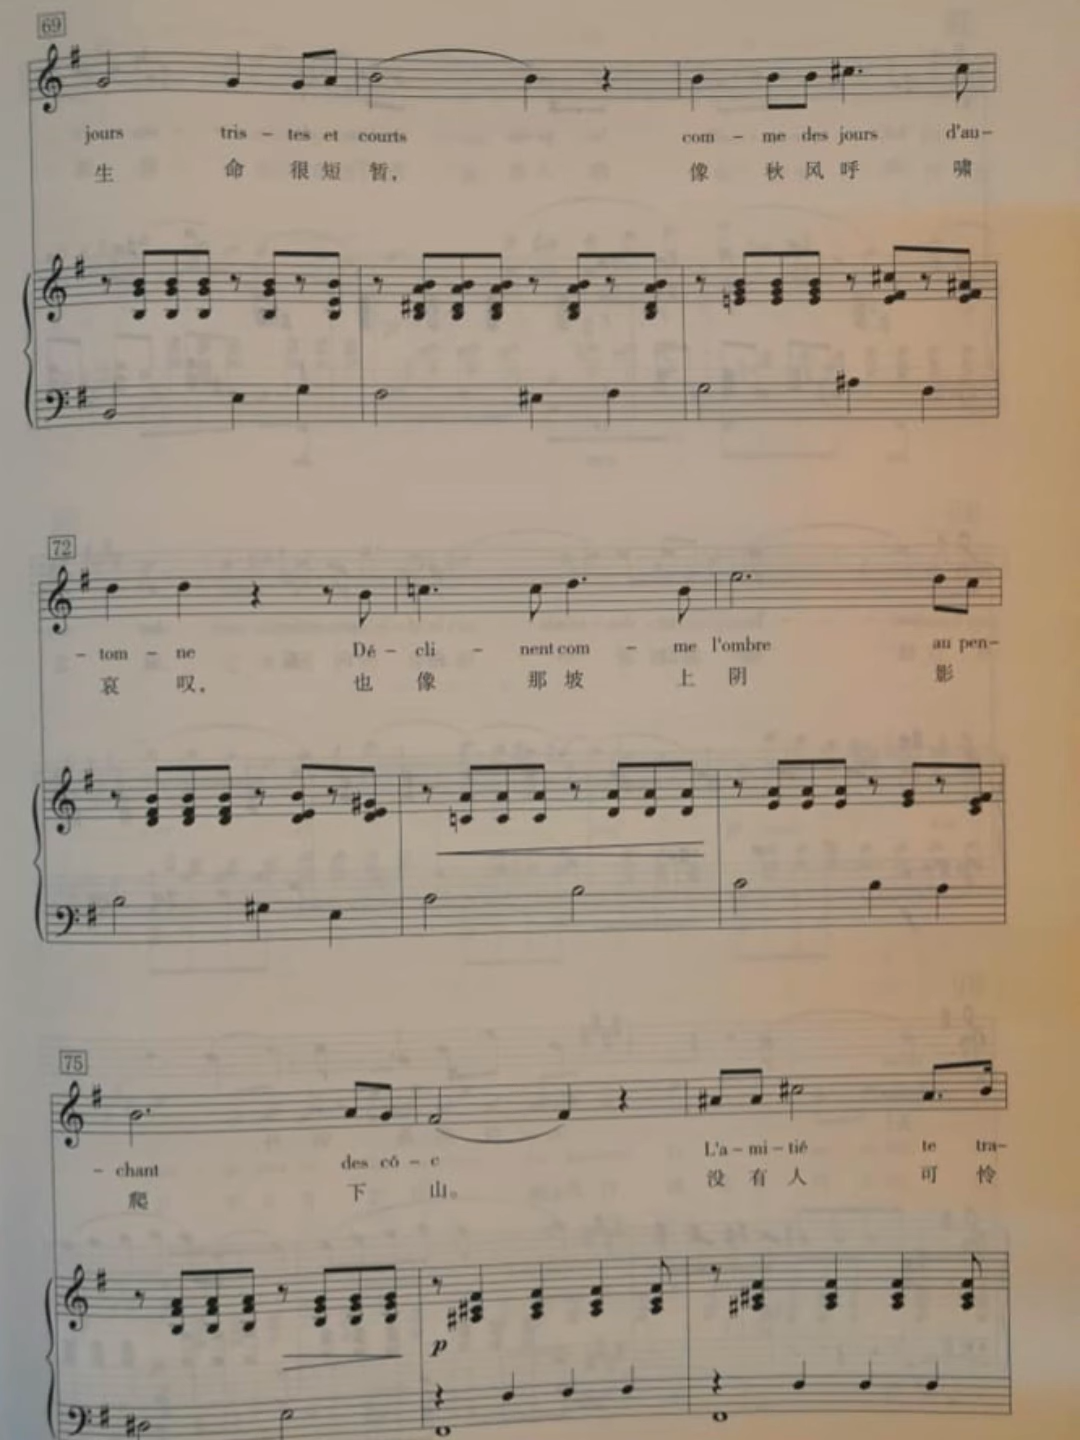 69
jours tris – tes et courts com – me des jours d'au–
生 命 很 短 暂， 像 秋 风 呼 啸
72
– tom – ne Dé – cli – nent com – me l'ombre au pen–
哀 叹。 也 像 那 坡 上 阴 影
75
– chant des cô – e L'a – mi – tié te tra–
爬 下 山。 没 有 人 可 怜
p